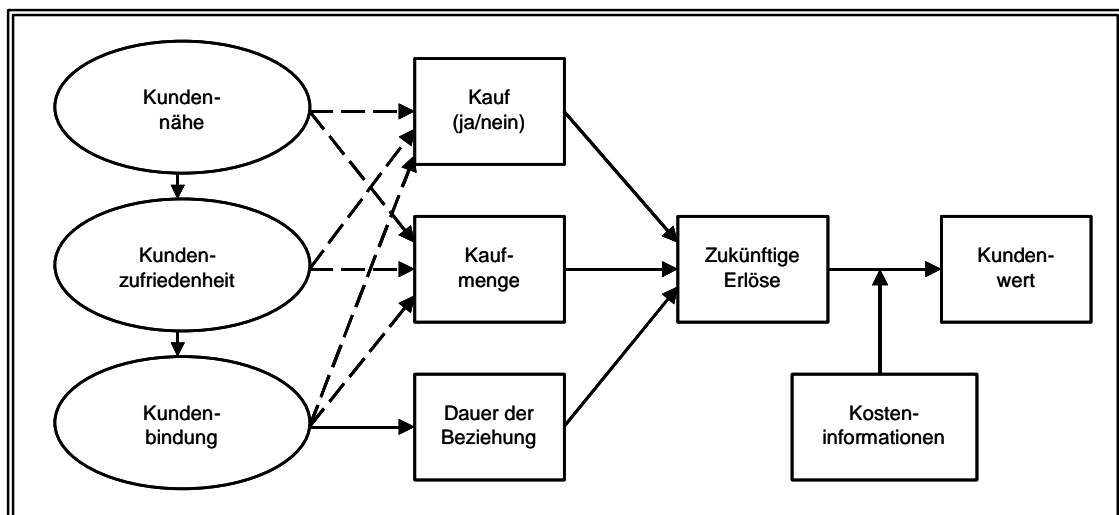 Kunden-
nähe
Kauf
(ja/nein)
Kunden-
zufriedenheit
Kauf-
menge
Zukünftige
Erlöse
Kunden-
wert
Kunden-
bindung
Dauer der
Beziehung
Kosten-
informationen